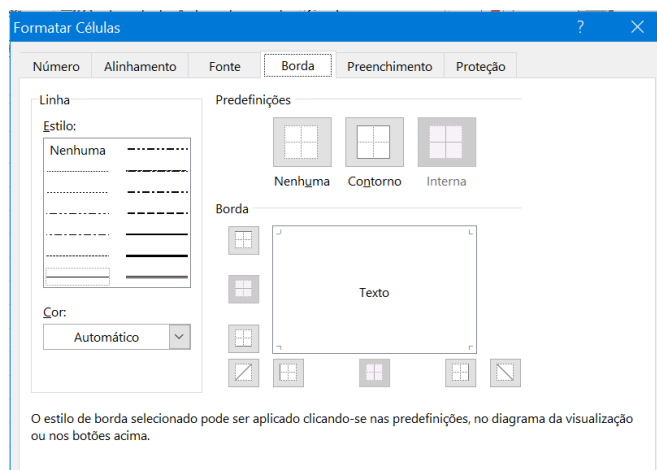 Formatar Células ? ×
Número Alinhamento Fonte Borda Preenchimento Proteção
Linha
Estilo:
Nenhuma
Cor:
Automático
Predefinições
Nenhuma Contorno Interna
Borda
Texto
O estilo de borda selecionado pode ser aplicado clicando-se nas predefinições, no diagrama da visualização
ou nos botões acima.